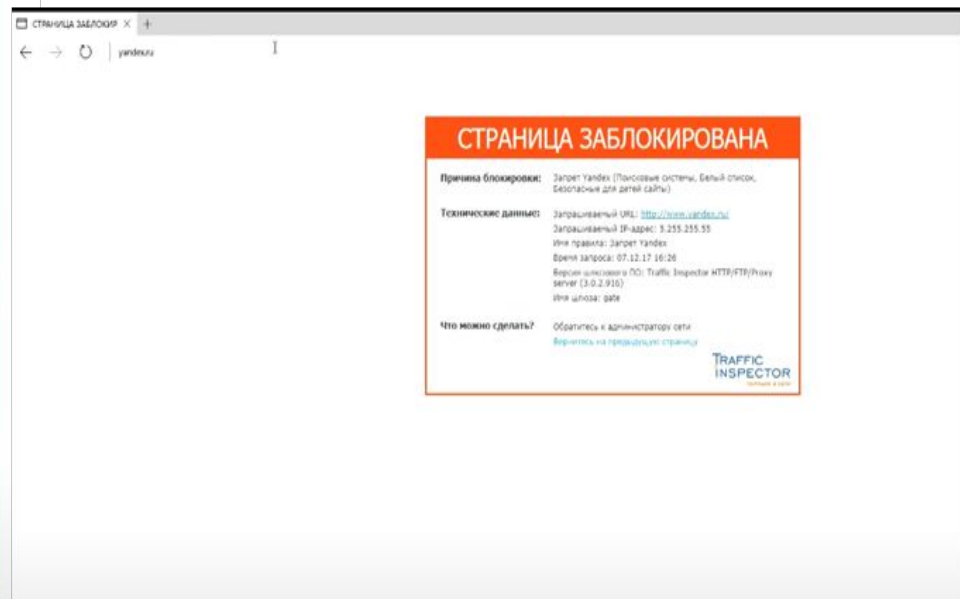 СТРАНИЦА ЗАБЛОКИР
yandex.ru
СТРАНИЦА ЗАБЛОКИРОВАНА
Причина блокировки: Запрет Yandex (Поисковые системы, Белый список,
Безопасные для детей сайты)
Технические данные: Запрашиваемый URL: http://www.yandex.ru/
Запрашиваемый IP-адрес: 5.255.255.55
Имя правила: Запрет Yandex
Время запроса: 07.12.17 16:26
Версия шлюзового ПО: Traffic Inspector HTTP/FTP/Proxy
server (3.0.2.916)
Имя шлюза: gate
Что можно сделать? Обратитесь к администратору сети
Вернитесь на предыдущую страницу
TRAFFIC
INSPECTOR